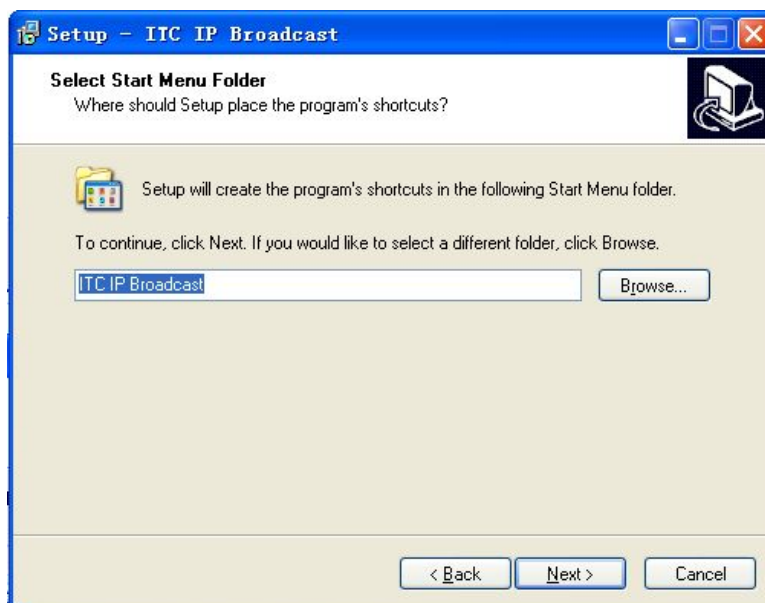 Setup - ITC IP Broadcast
Select Start Menu Folder
Where should Setup place the program's shortcuts?
Setup will create the program's shortcuts in the following Start Menu folder.
To continue, click Next. If you would like to select a different folder, click Browse.
ITC IP Broadcast
Browse...
< Back
Next >
Cancel